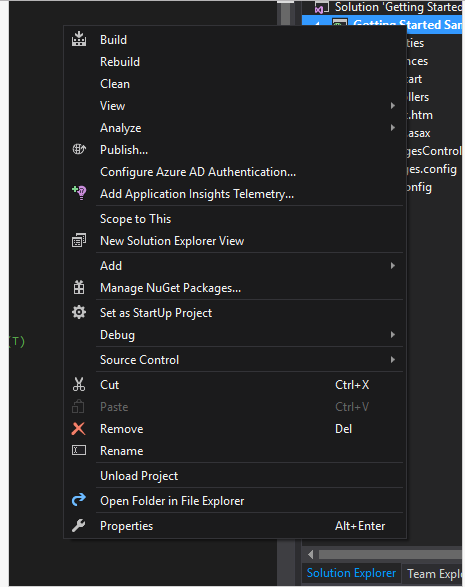 Solution 'Getting Started
Getting Started Sam
Build
Rebuild
Clean
View
Analyze
Publish...
Configure Azure AD Authentication...
Add Application Insights Telemetry...
Scope to This
New Solution Explorer View
Add
Manage NuGet Packages...
Set as StartUp Project
Debug
Source Control
Cut Ctrl+X
Paste Ctrl+V
Remove Del
Rename
Unload Project
Open Folder in File Explorer
Properties Alt+Enter
(T)
ties
nces
art
llers
.htm
.asax
gesControl
ges.config
nfig
Solution Explorer Team Explo